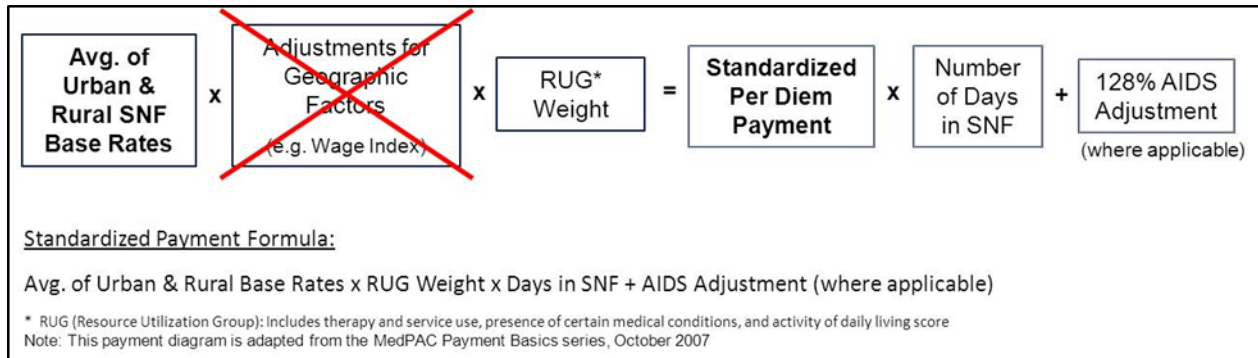 Avg. of
Urban &
Rural SNF
Base Rates
x
Adjustments for
Geographic
Factors
(e.g. Wage Index)
x
RUG*
Weight
=
Standardized
Per Diem
Payment
x
Number
of Days
in SNF
+
128% AIDS
Adjustment
(where applicable)
Standardized Payment Formula:
Avg. of Urban & Rural Base Rates x RUG Weight x Days in SNF + AIDS Adjustment (where applicable)
* RUG (Resource Utilization Group): Includes therapy and service use, presence of certain medical conditions, and activity of daily living score
Note: This payment diagram is adapted from the MedPAC Payment Basics series, October 2007